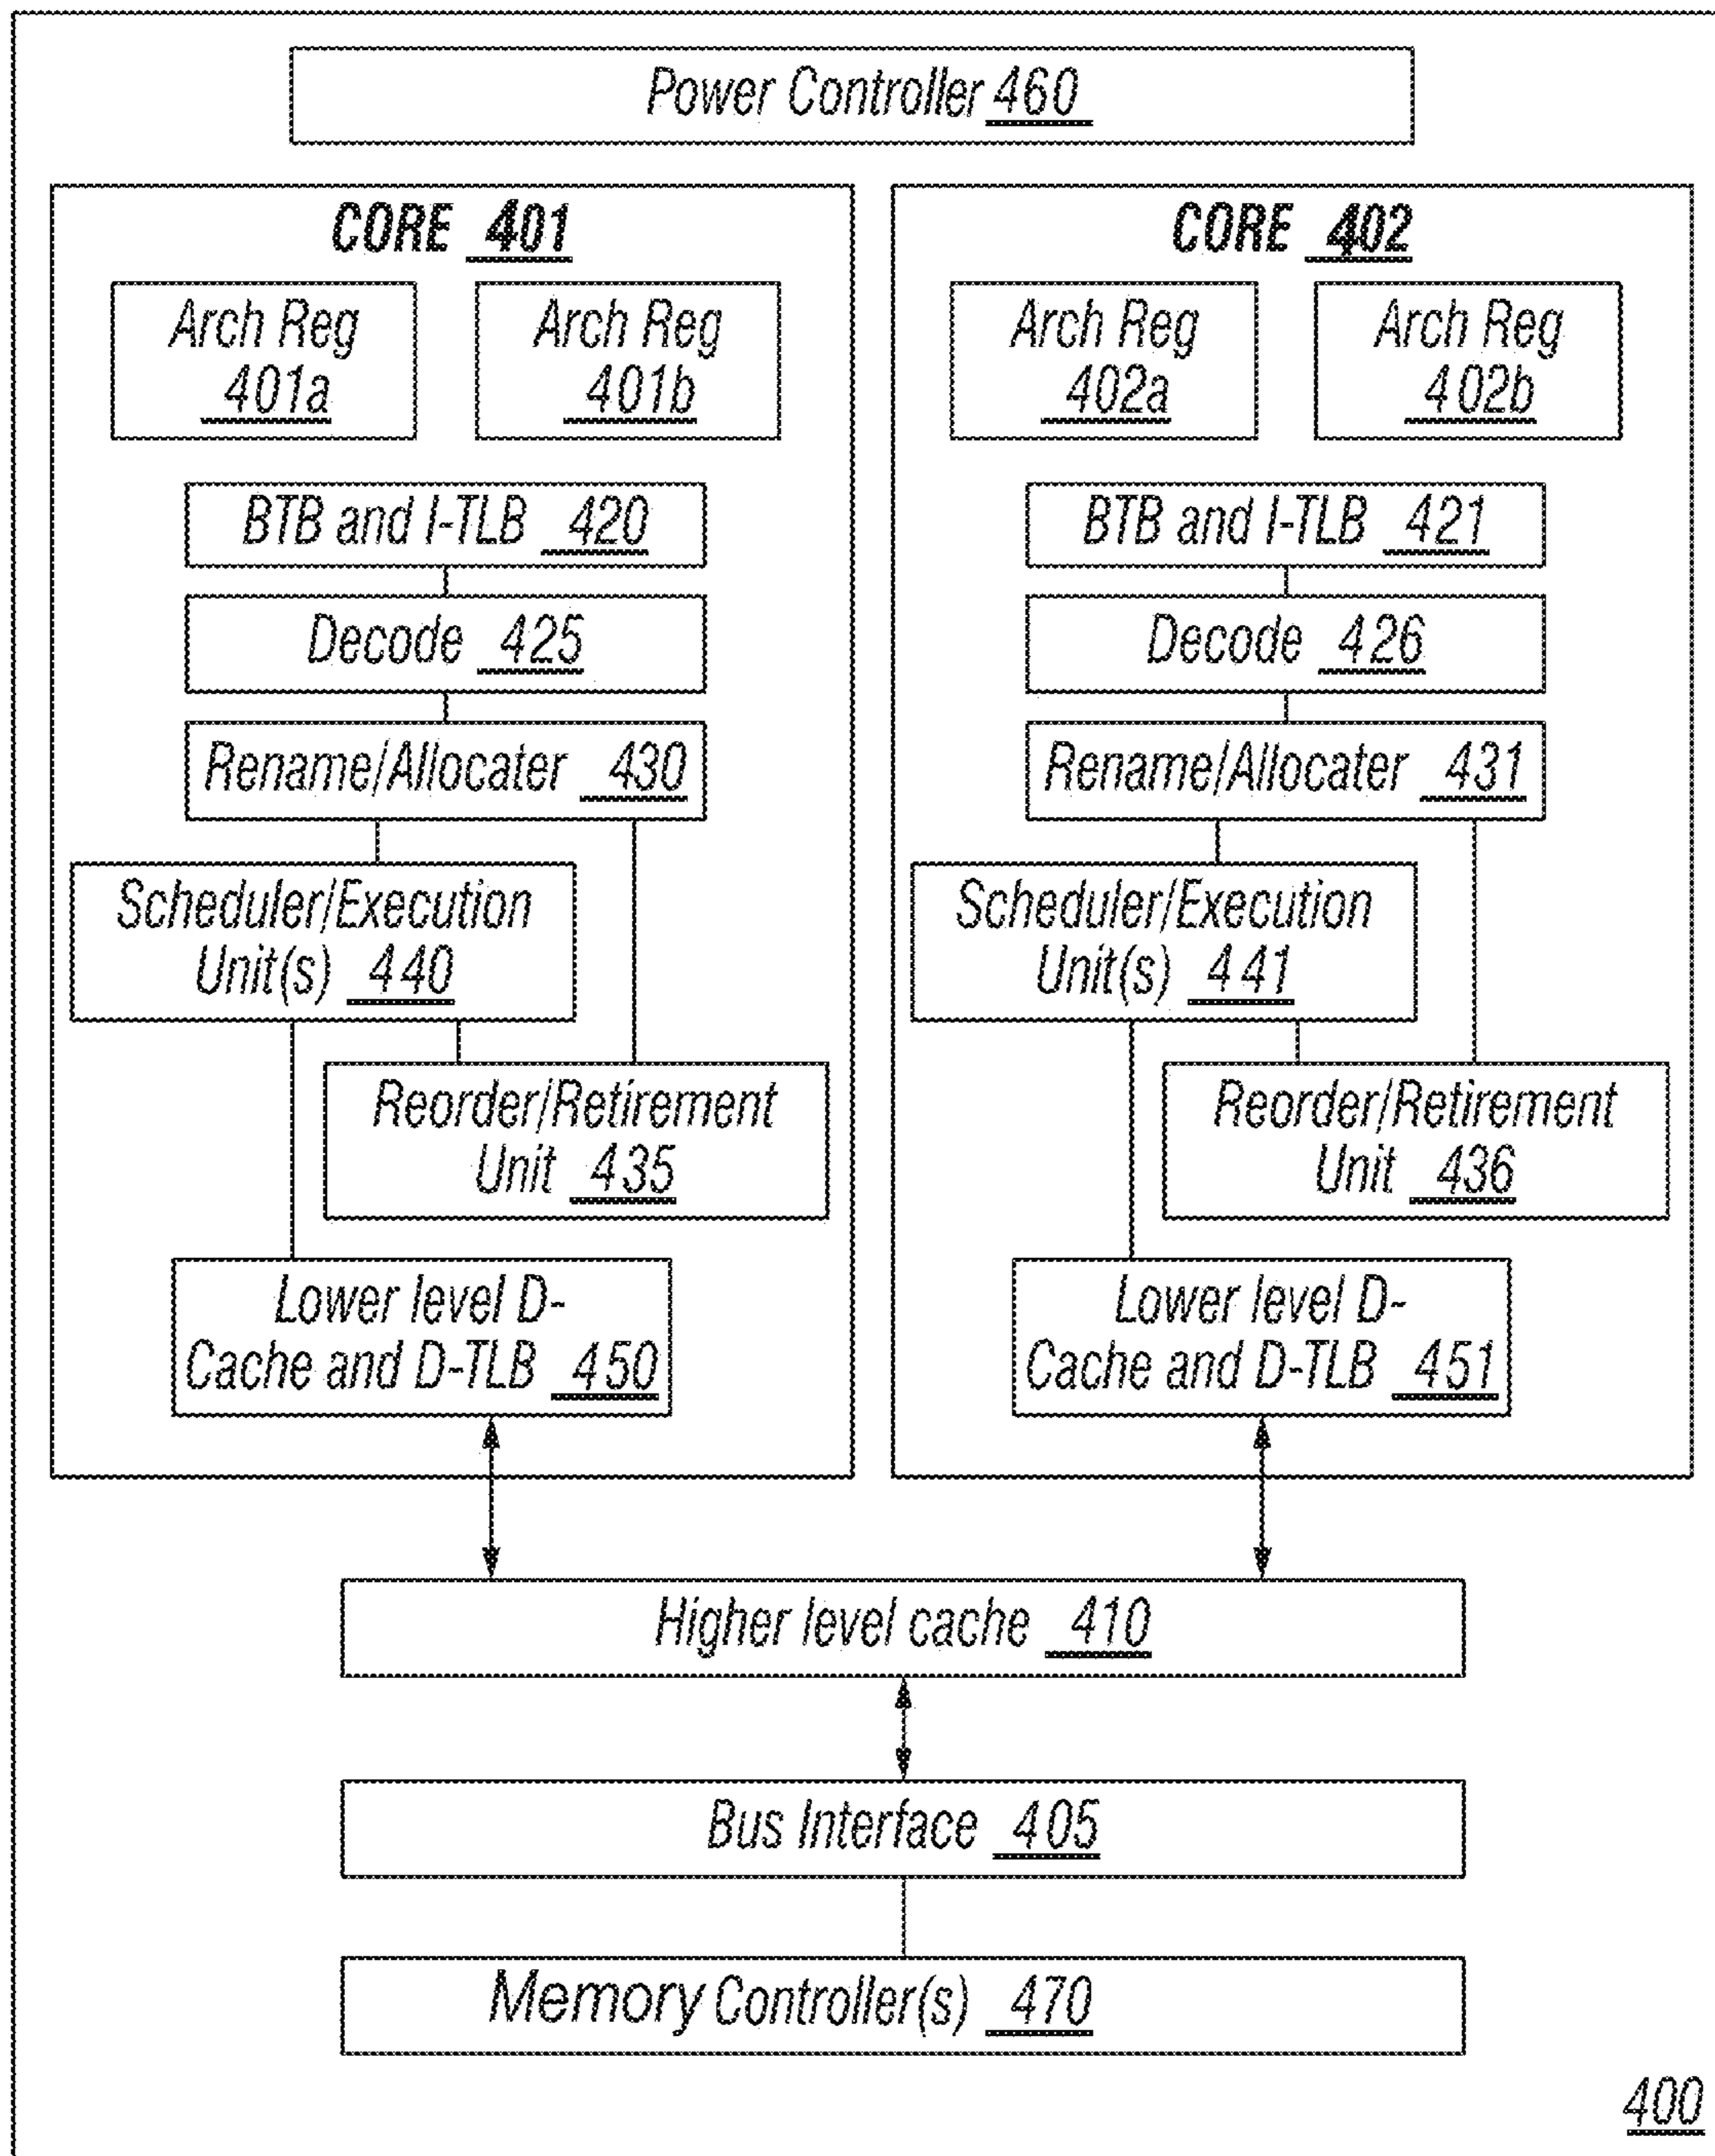 Power Controller 460
CORE 401
Arch Reg
401a
Arch Reg
401b
BTB and I-TLB 420
Decode 425
Rename/Allocater 430
Scheduler/Execution
Unit(s) 440
Reorder/Retirement
Unit 435
Lower level D-
Cache and D-TLB 450
CORE 402
Arch Reg
402a
Arch Reg
402b
BTB and I-TLB 421
Decode 426
Rename/Allocater 431
Scheduler/Execution
Unit(s) 441
Reorder/Retirement
Unit 436
Lower level D-
Cache and D-TLB 451
Higher level cache 410
Bus Interface 405
Memory Controller(s) 470
400